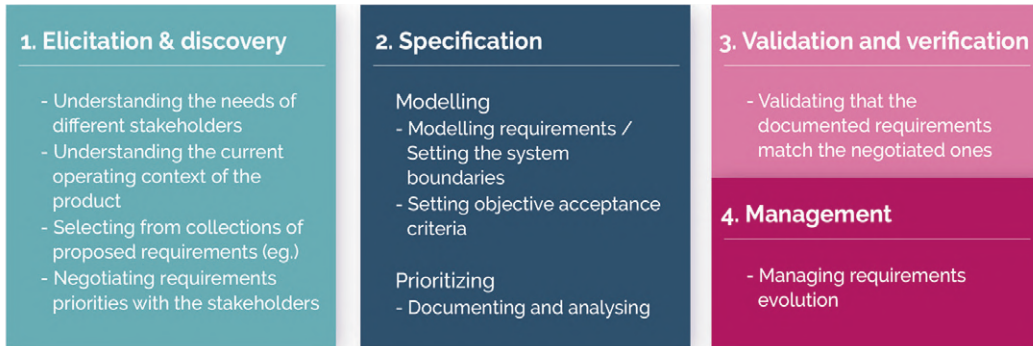 1. Elicitation & discovery
- Understanding the needs of
different stakeholders
- Understanding the current
operating context of the
product
- Selecting from collections of
proposed requirements (eg.)
- Negotiating requirements
priorities with the stakeholders
2. Specification
Modelling
- Modelling requirements /
Setting the system
boundaries
- Setting objective acceptance
criteria
Prioritizing
- Documenting and analysing
3. Validation and verification
- Validating that the
documented requirements
match the negotiated ones
4. Management
- Managing requirements
evolution